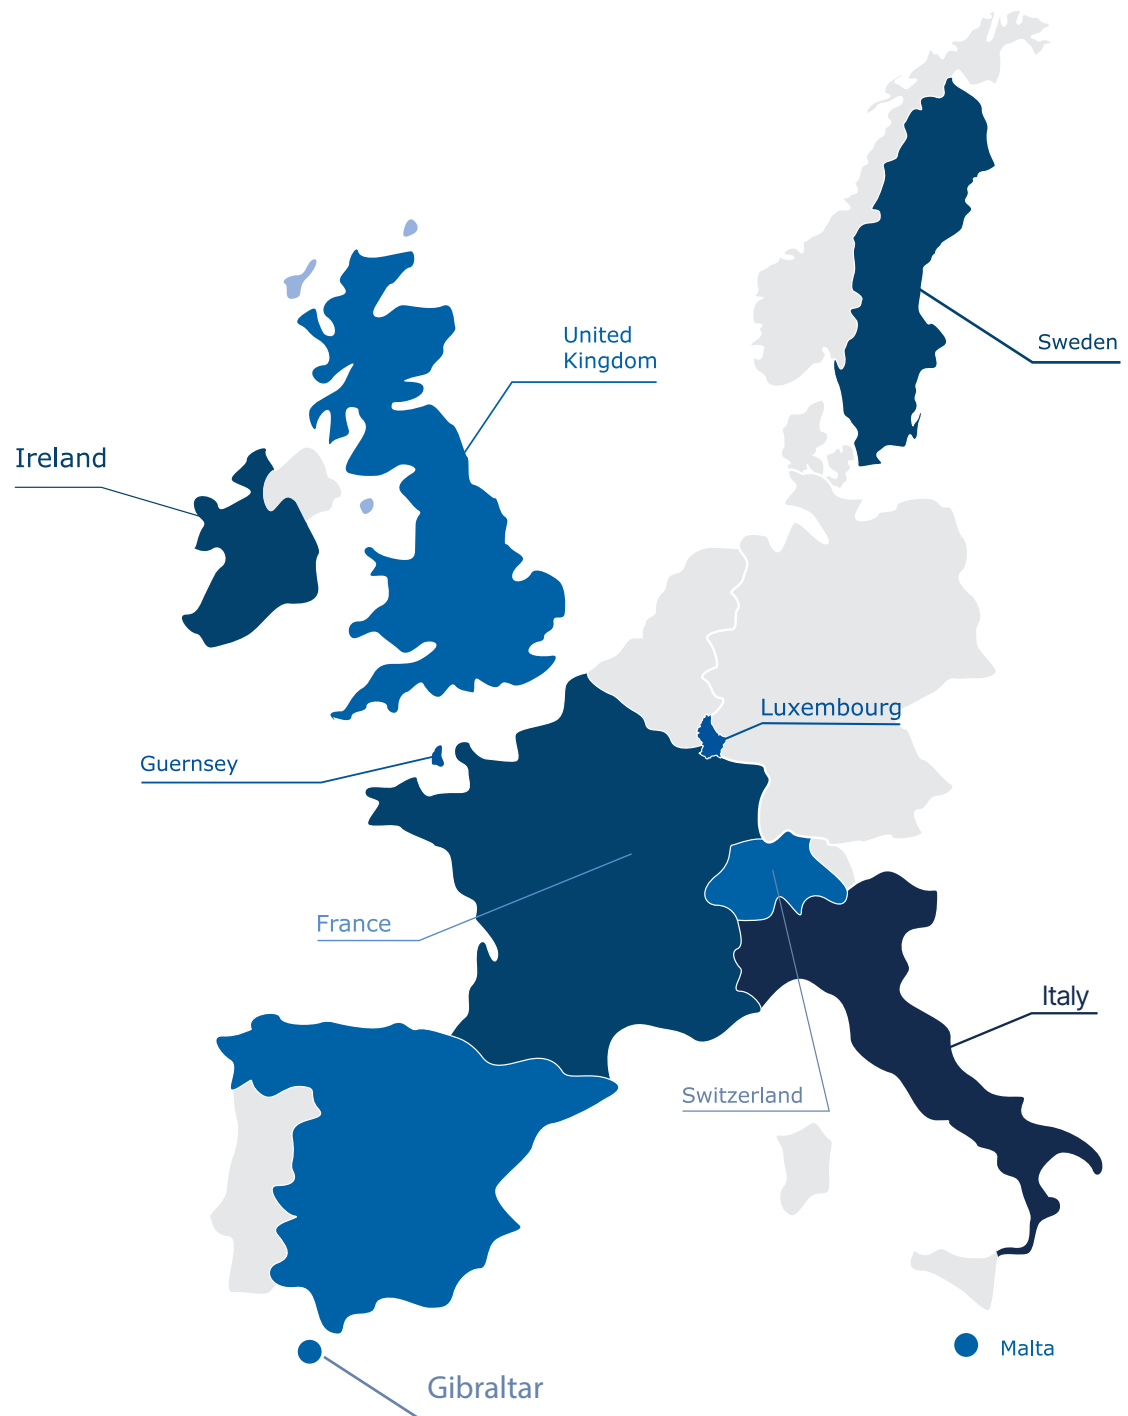 United
Kingdom
Sweden
Ireland
Luxembourg
Guernsey
France
Italy
Switzerland
Malta
Gibraltar